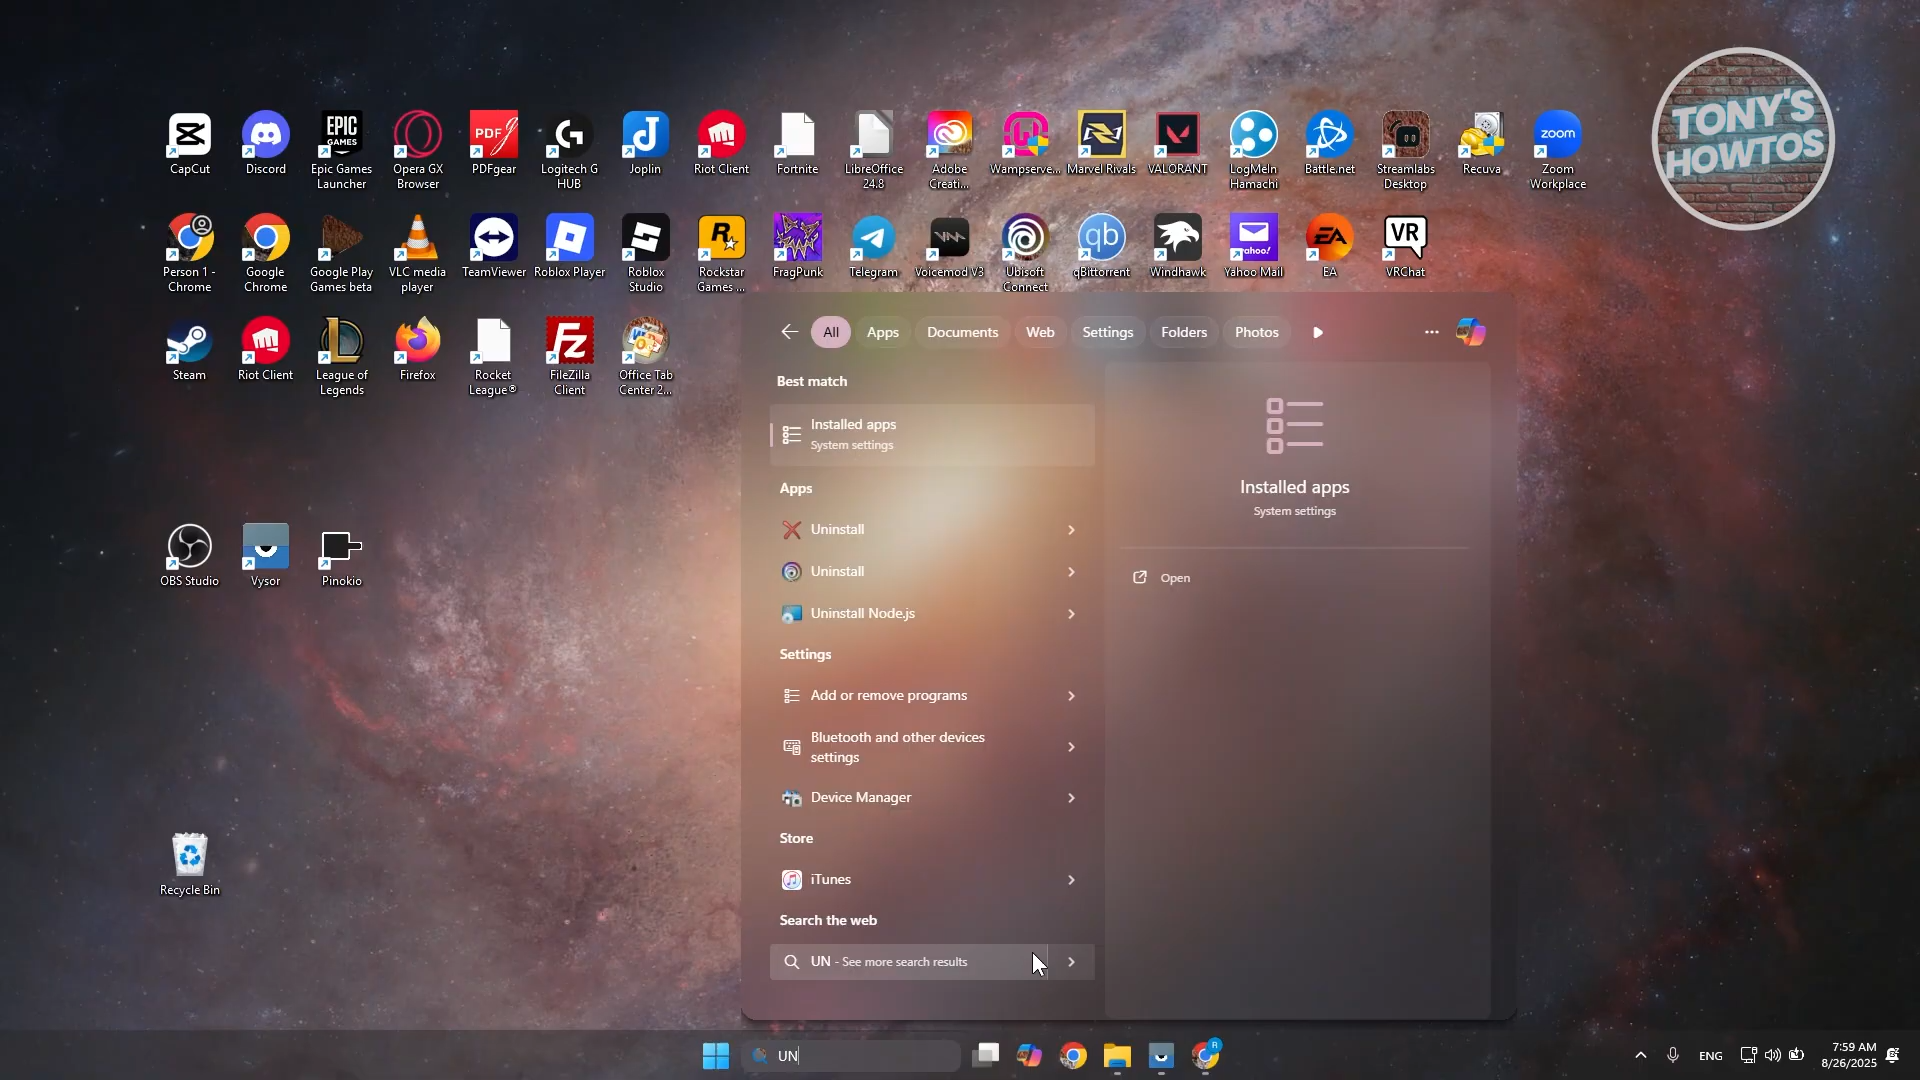 TONY'S
HOWTOS
CapCut
Discord
EPIC
GAMES
Epic Games
Launcher
Opera GX
Browser
PDF
PDFgear
Logitech G
HUB
Joplin
Riot Client
Fortnite
LibreOffice
24.8
Adobe
Creati...
Wampserve...
Marvel Rivals
VALORANT
LogMeIn
Hamachi
Battle.net
Streamlabs
Desktop
Recuva
zoom
Zoom
Workplace
Person 1 -
Chrome
Google
Chrome
Google Play
Games beta
VLC media
player
TeamViewer
Roblox Player
Roblox
Studio
Rockstar
Games ...
FragPunk
Telegram
Voicemod V3
Ubisoft
Connect
qb
qBittorrent
Windhawk
yahoo!
Yahoo Mail
EA
EA
VR
VRChat
Steam
Riot Client
League of
Legends
Firefox
Rocket
League®
Fz
FileZilla
Client
Office Tab
Center 2...
OBS Studio
Vysor
Pinokio
Recycle Bin
All
Apps
Documents
Web
Settings
Folders
Photos
Best match
Installed apps
System settings
Apps
Uninstall
Uninstall
Uninstall Node.js
Settings
Add or remove programs
Bluetooth and other devices
settings
Device Manager
Store
iTunes
Search the web
UN - See more search results
Installed apps
System settings
Open
UN
R
ENG
7:59 AM
8/26/2025